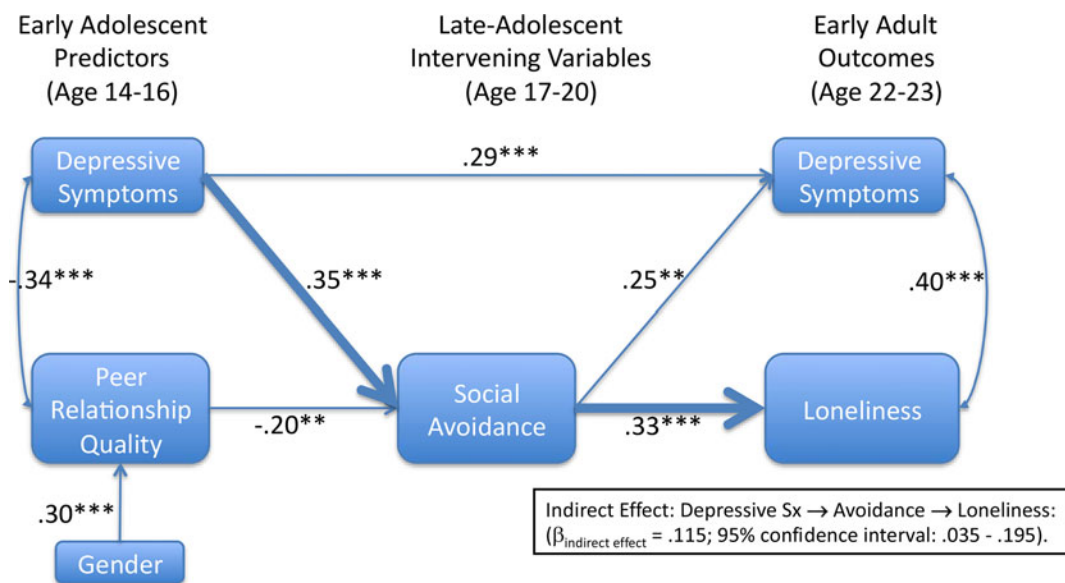 Early Adolescent
Predictors
(Age 14-16)
Late-Adolescent
Intervening Variables
(Age 17-20)
Early Adult
Outcomes
(Age 22-23)
Depressive
Symptoms
.29***
Depressive
Symptoms
-.34***
.35***
.25**
.40***
Peer
Relationship
Quality
-.20**
Social
Avoidance
.33***
Loneliness
.30***
Gender
Indirect Effect: Depressive Sx → Avoidance → Loneliness:
(βindirect effect = .115; 95% confidence interval: .035 - .195).